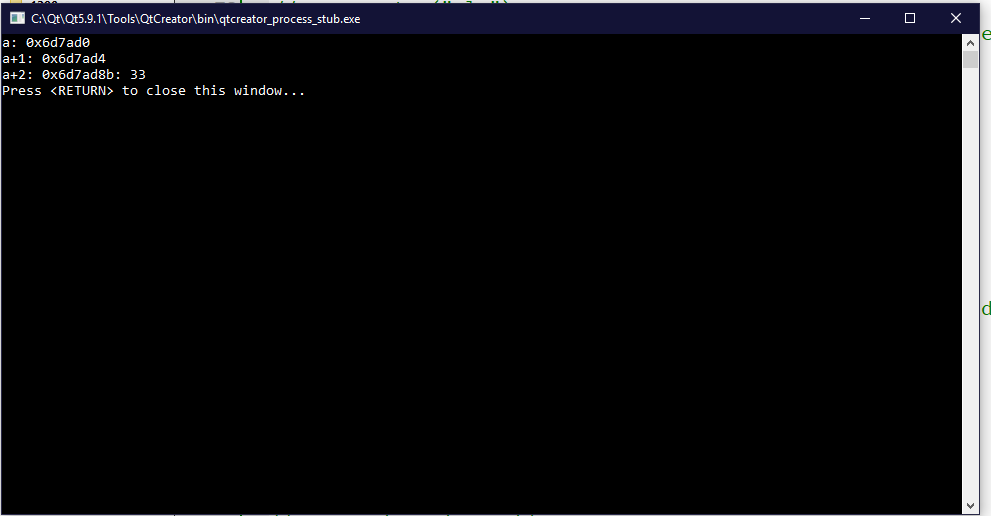 C:\Qt\Qt5.9.1\Tools\QtCreator\bin\qtcreator_process_stub.exe
a: 0x6d7ad0
a+1: 0x6d7ad4
a+2: 0x6d7ad8b: 33
Press <RETURN> to close this window...
e
d